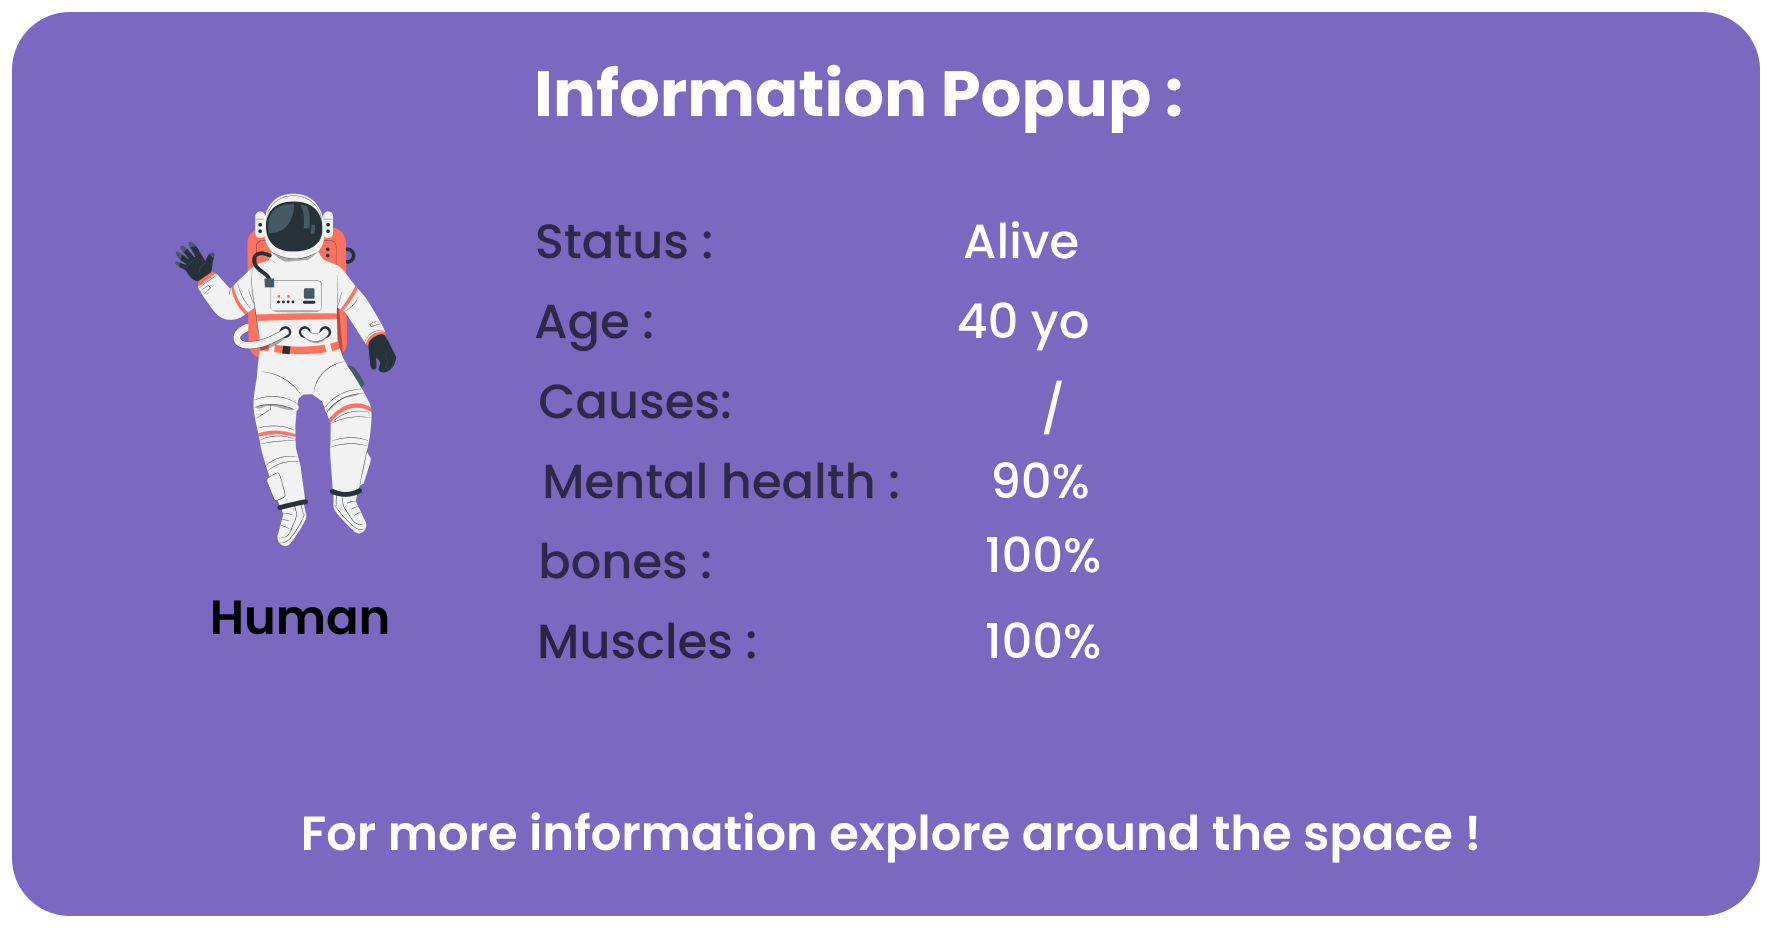 Information Popup :
Status : Alive
Age : 40 yo
Causes: /
Mental health : 90%
bones : 100%
Muscles : 100%
Human
For more information explore around the space !